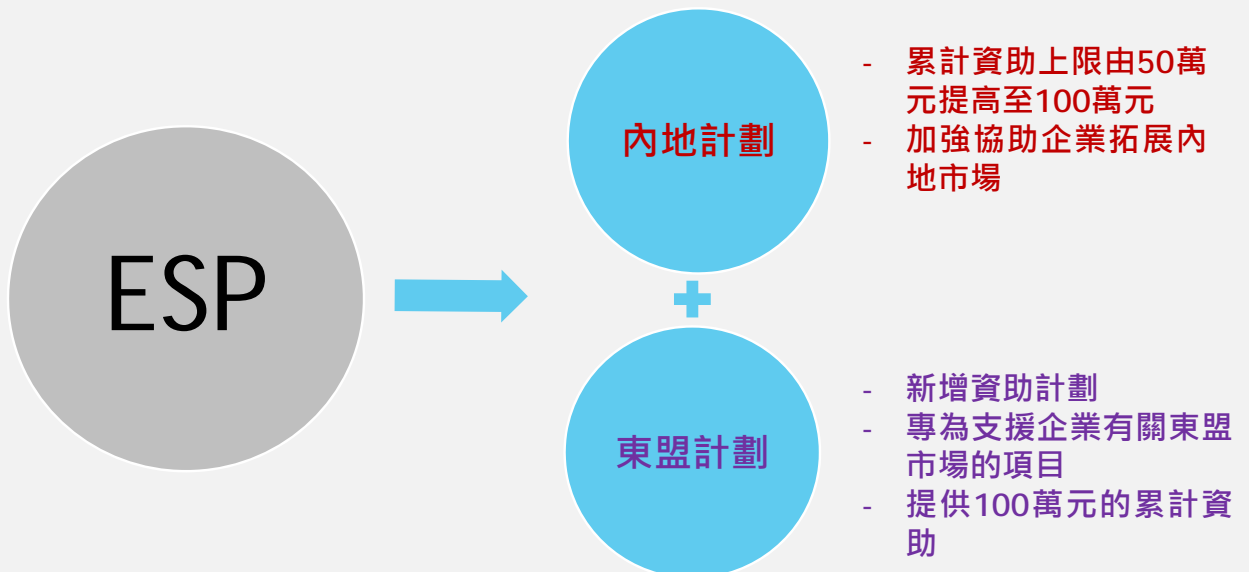 ESP
內地計劃
- 累計資助上限由50萬
元提高至100萬元
- 加強協助企業拓展內
地市場
東盟計劃
- 新增資助計劃
- 專為支援企業有關東盟
市場的項目
- 提供100萬元的累計資
助